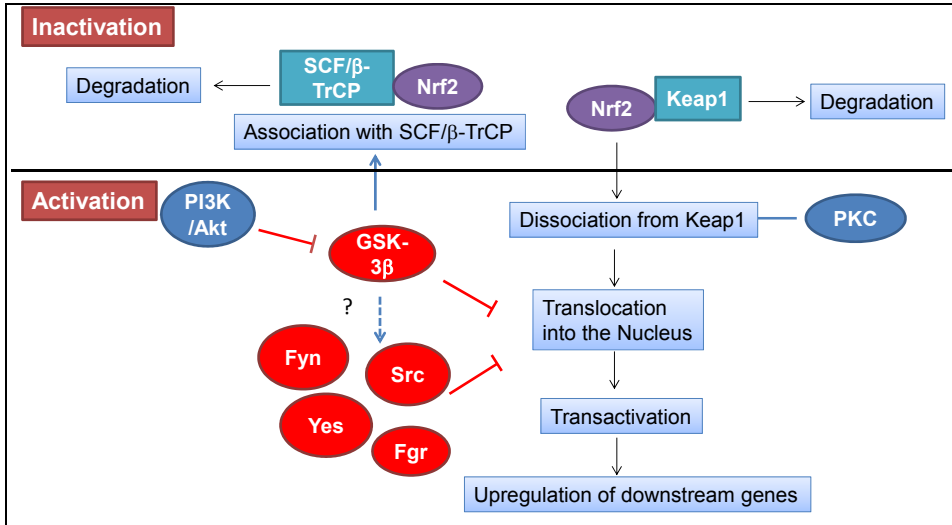 Inactivation
Degradation
SCF/β-
TrCP
Nrf2
Association with SCF/β-TrCP
Nrf2
Keap1
Degradation
Activation
PI3K
/Akt
GSK-
3β
Dissociation from Keap1
PKC
?
Translocation
into the Nucleus
Fyn
Src
Yes
Fgr
Transactivation
Upregulation of downstream genes